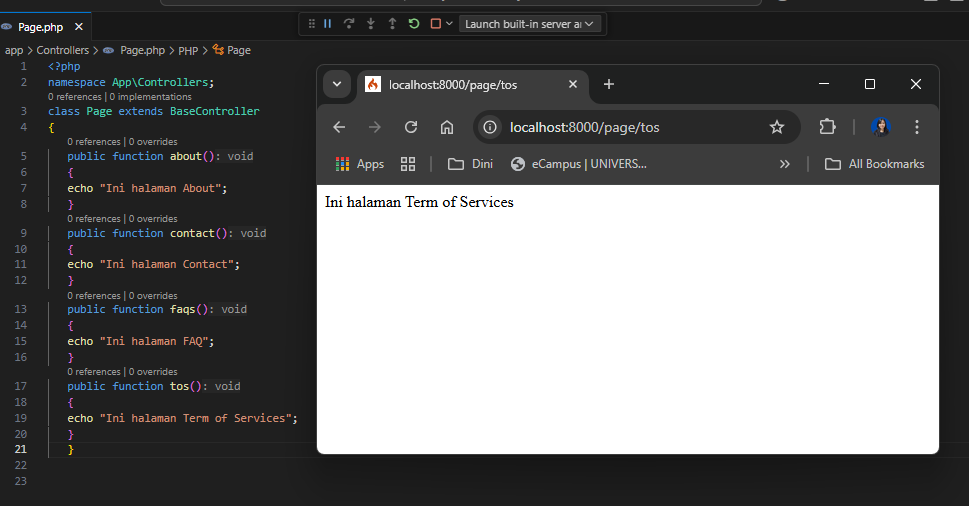 Page.php
Launch built-in server ar
app > Controllers > Page.php > PHP > Page
1 <?php
2 namespace App\Controllers;
0 references | 0 implementations
3 class Page extends BaseController
4 {
0 references | 0 overrides
5 public function about(): void
6 {
7 echo "Ini halaman About";
8 }
0 references | 0 overrides
9 public function contact(): void
10 {
11 echo "Ini halaman Contact";
12 }
0 references | 0 overrides
13 public function faqs(): void
14 {
15 echo "Ini halaman FAQ";
16 }
0 references | 0 overrides
17 public function tos(): void
18 {
19 echo "Ini halaman Term of Services";
20 }
21 }
22
23
localhost:8000/page/tos
localhost:8000/page/tos
Apps Dini eCampus | UNIVERS... All Bookmarks
Ini halaman Term of Services